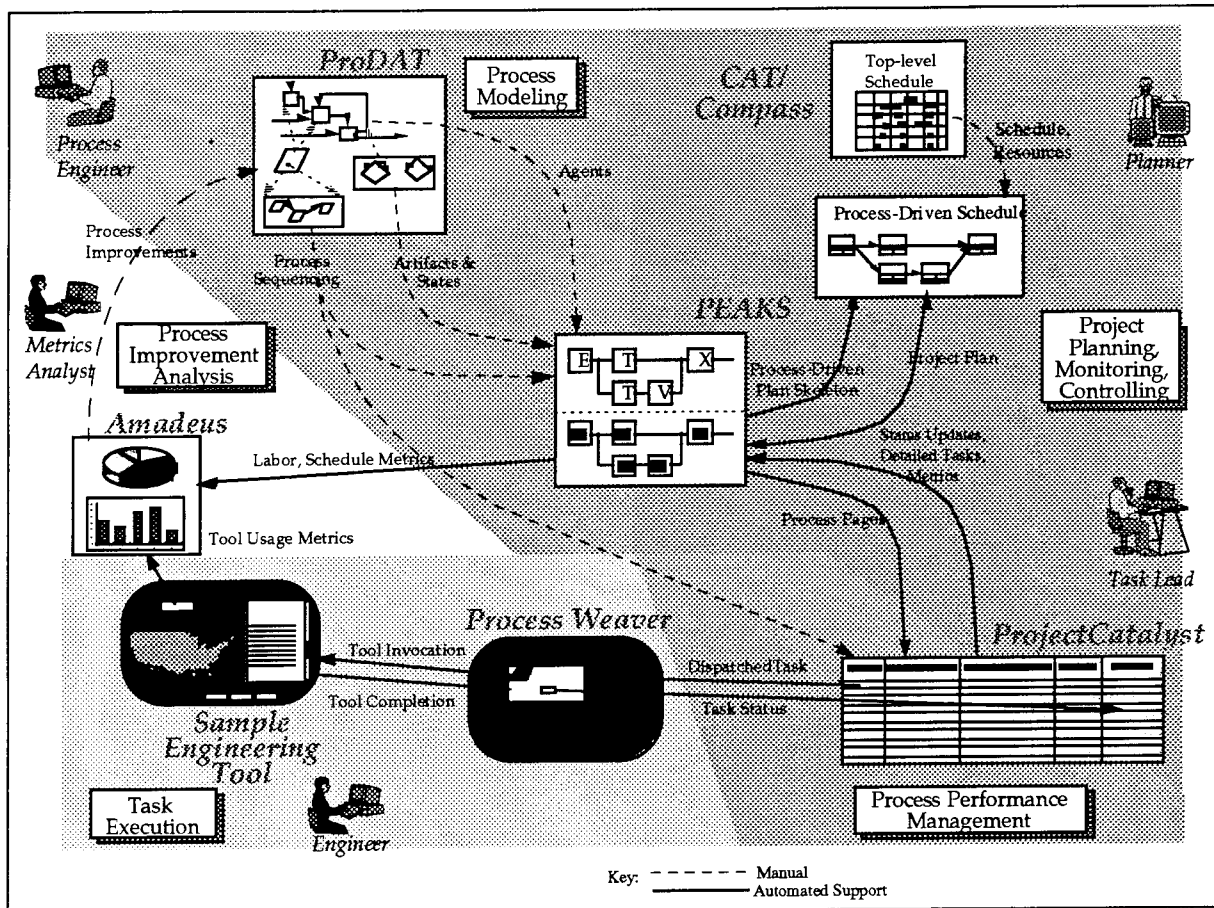 ProDAT
Process
Modeling
CAT/
Compass
Top-level
Schedule
Process
Engineer
Schedule,
Resources
Planner
Agents
Process-Driven Schedule
Process
Improvements
Process
Sequencing
Artifacts &
States
PEAKS
Metrics
Analyst
Process
Improvement
Analysis
Project
Planning,
Monitoring,
Controlling
E T X
T V
Process-Driven
Plan Skeleton
Project Plan
Amadeus
Labor, Schedule Metrics
Status Updates,
Detailed Tasks,
Metrics
Process Pages
Tool Usage Metrics
Task Lead
Process Weaver
ProjectCatalyst
Tool Invocation
Dispatched Task
Tool Completion
Task Status
Sample
Engineering
Tool
Task
Execution
Engineer
Process Performance
Management
Key: Manual
Automated Support